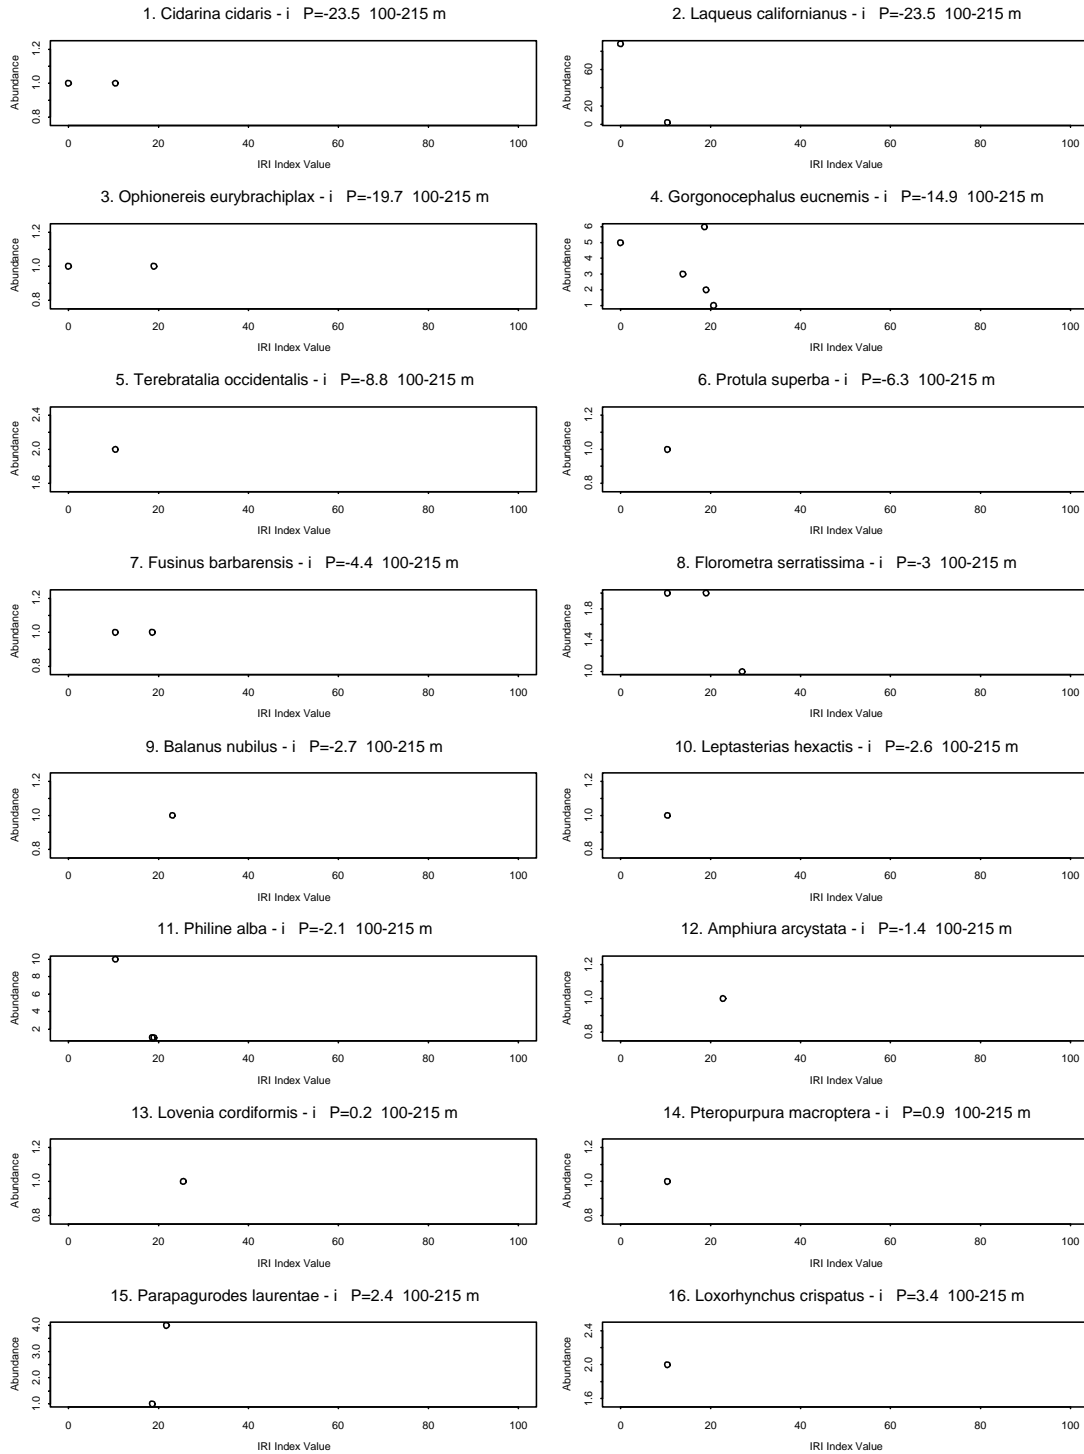 1. Cidarina cidaris - i P=-23.5 100-215 m
Abundance
0.8 1.0 1.2
0 20 40 60 80 100
IRI Index Value
2. Laqueus californianus - i P=-23.5 100-215 m
Abundance
0 20 60
0 20 40 60 80 100
IRI Index Value
3. Ophionereis eurybrachiplax - i P=-19.7 100-215 m
Abundance
0.8 1.0 1.2
0 20 40 60 80 100
IRI Index Value
4. Gorgonocephalus eucnemis - i P=-14.9 100-215 m
Abundance
1 2 3 4 5 6
0 20 40 60 80 100
IRI Index Value
5. Terebratalia occidentalis - i P=-8.8 100-215 m
Abundance
1.6 2.0 2.4
0 20 40 60 80 100
IRI Index Value
6. Protula superba - i P=-6.3 100-215 m
Abundance
0.8 1.0 1.2
0 20 40 60 80 100
IRI Index Value
7. Fusinus barbarensis - i P=-4.4 100-215 m
Abundance
0.8 1.0 1.2
0 20 40 60 80 100
IRI Index Value
8. Florometra serratissima - i P=-3 100-215 m
Abundance
1.0 1.4 1.8
0 20 40 60 80 100
IRI Index Value
9. Balanus nubilus - i P=-2.7 100-215 m
Abundance
0.8 1.0 1.2
0 20 40 60 80 100
IRI Index Value
10. Leptasterias hexactis - i P=-2.6 100-215 m
Abundance
0.8 1.0 1.2
0 20 40 60 80 100
IRI Index Value
11. Philine alba - i P=-2.1 100-215 m
Abundance
2 4 6 8 10
0 20 40 60 80 100
IRI Index Value
12. Amphiura arcystata - i P=-1.4 100-215 m
Abundance
0.8 1.0 1.2
0 20 40 60 80 100
IRI Index Value
13. Lovenia cordiformis - i P=0.2 100-215 m
Abundance
0.8 1.0 1.2
0 20 40 60 80 100
IRI Index Value
14. Pteropurpura macroptera - i P=0.9 100-215 m
Abundance
0.8 1.0 1.2
0 20 40 60 80 100
IRI Index Value
15. Parapagurodes laurentae - i P=2.4 100-215 m
Abundance
1.0 2.0 3.0 4.0
0 20 40 60 80 100
IRI Index Value
16. Loxorhynchus crispatus - i P=3.4 100-215 m
Abundance
1.6 2.0 2.4
0 20 40 60 80 100
IRI Index Value